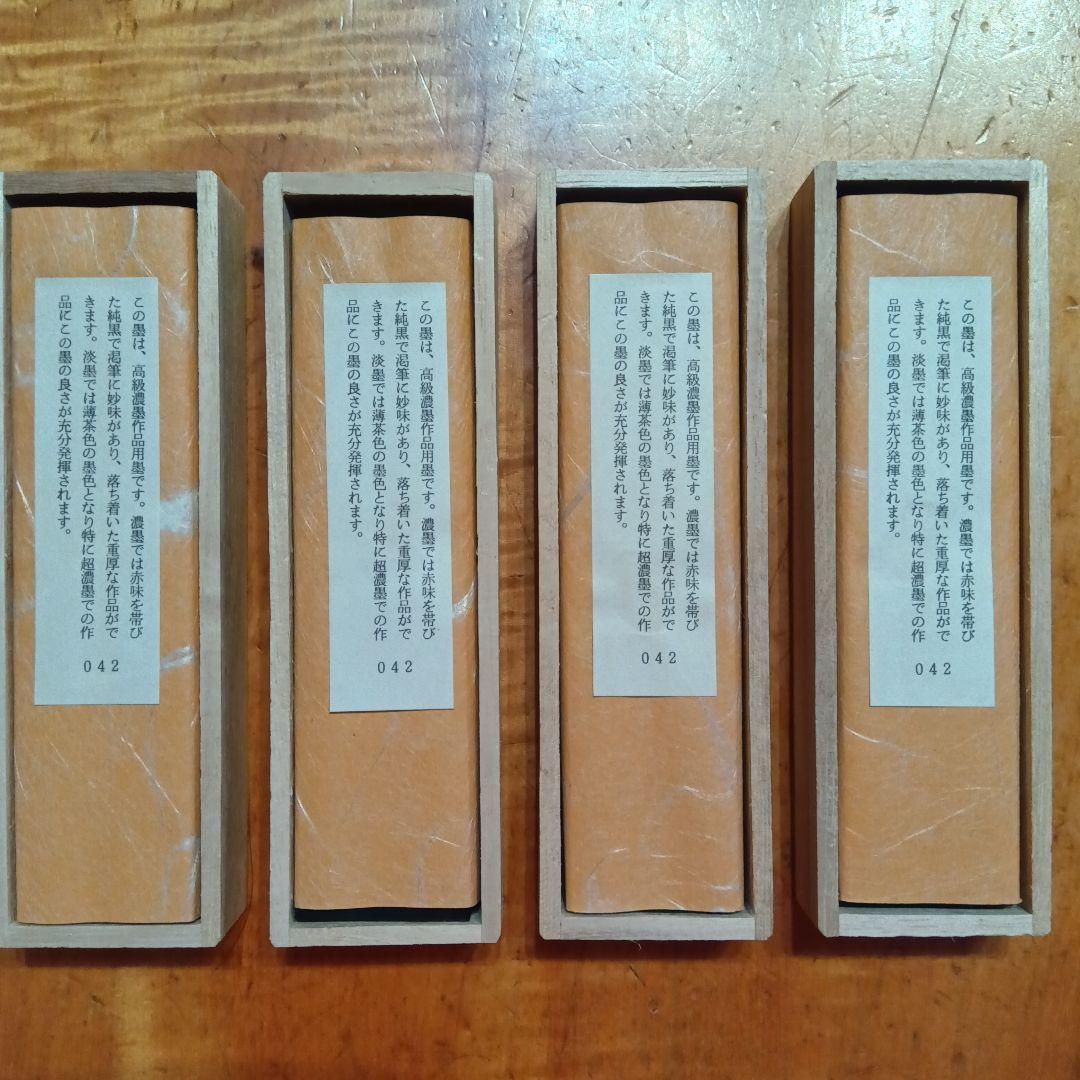 この墨は、高級濃墨作品用墨です。濃墨では赤味を帯び
た純黒で渇筆に妙味があり、落ち着いた重厚な作品がで
きます。淡墨では薄茶色の墨色となり特に超濃墨での作
品にこの墨の良さが充分発揮されます。
042
この墨は、高級濃墨作品用墨です。濃墨では赤味を帯び
た純黒で渇筆に妙味があり、落ち着いた重厚な作品がで
きます。淡墨では薄茶色の墨色となり特に超濃墨での作
品にこの墨の良さが充分発揮されます。
042
この墨は、高級濃墨作品用墨です。濃墨では赤味を帯び
た純黒で渇筆に妙味があり、落ち着いた重厚な作品がで
きます。淡墨では薄茶色の墨色となり特に超濃墨での作
品にこの墨の良さが充分発揮されます。
042
この墨は、高級濃墨作品用墨です。濃墨では赤味を帯び
た純黒で渇筆に妙味があり、落ち着いた重厚な作品がで
きます。淡墨では薄茶色の墨色となり特に超濃墨での作
品にこの墨の良さが充分発揮されます。
042